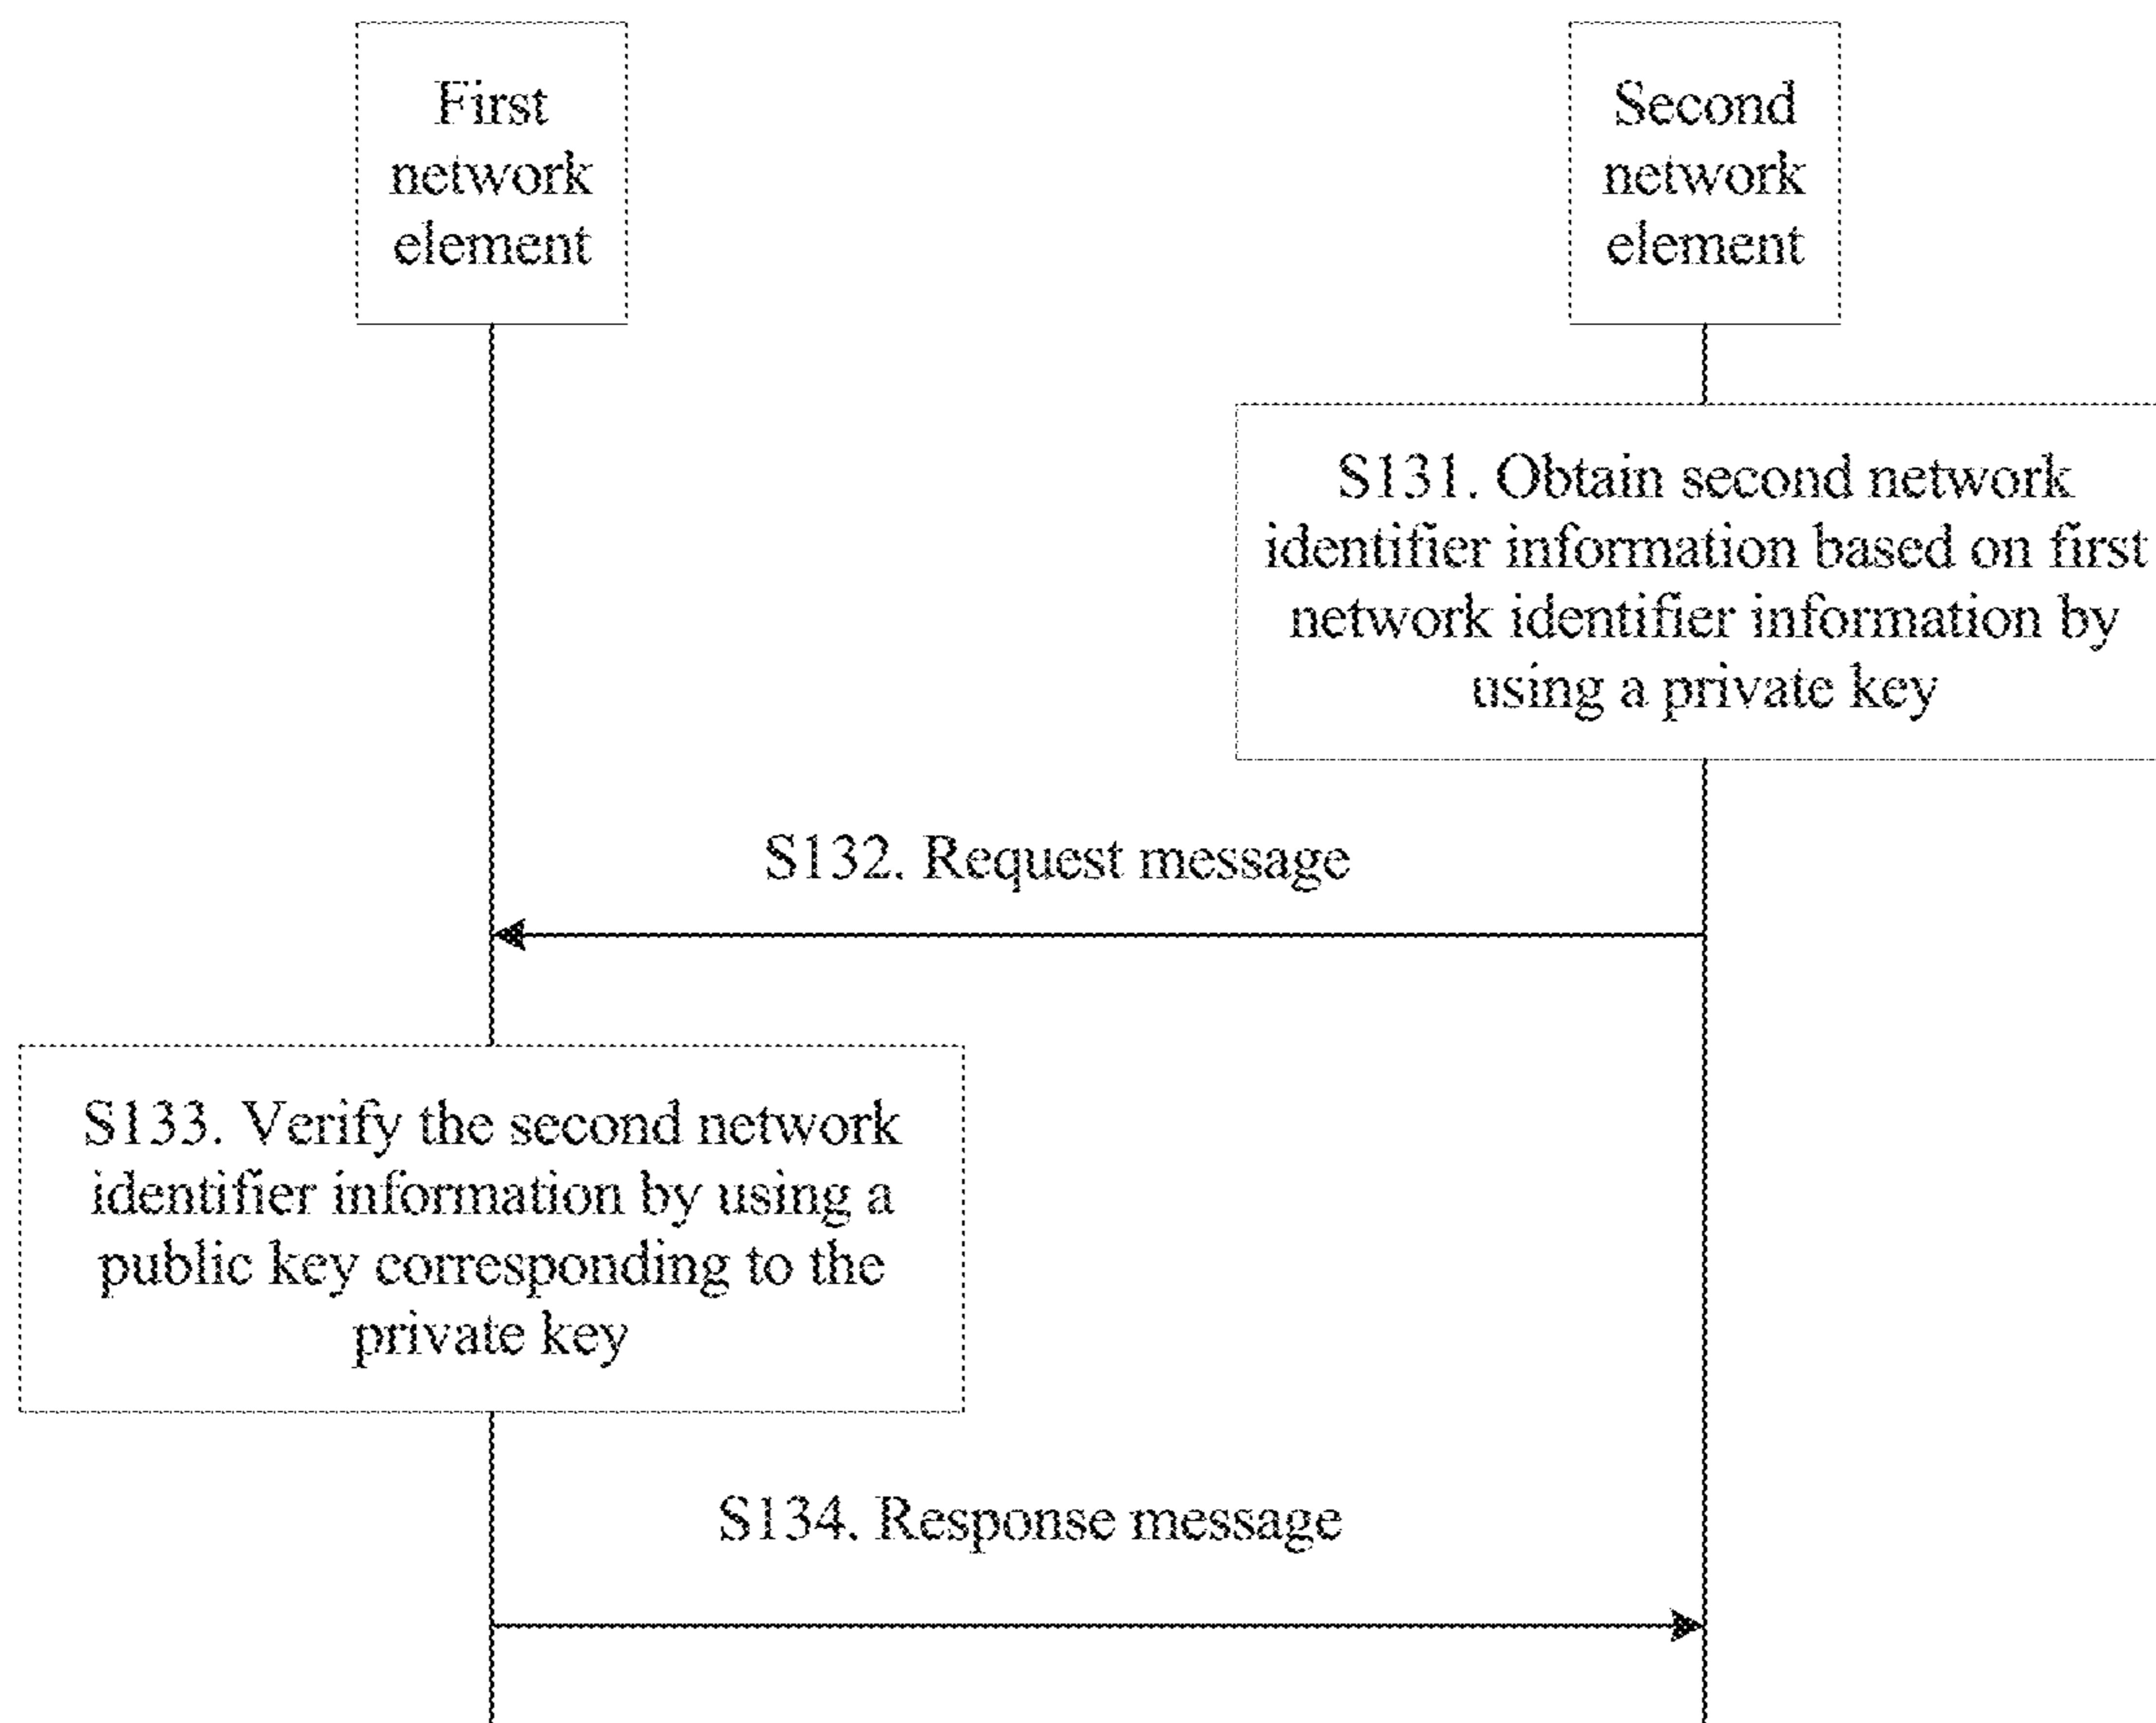 First
network
element
Second
network
element
S131. Obtain second network
identifier information based on first
network identifier information by
using a private key
S132. Request message
S133. Verify the second network
identifier information by using a
public key corresponding to the
private key
S134. Response message